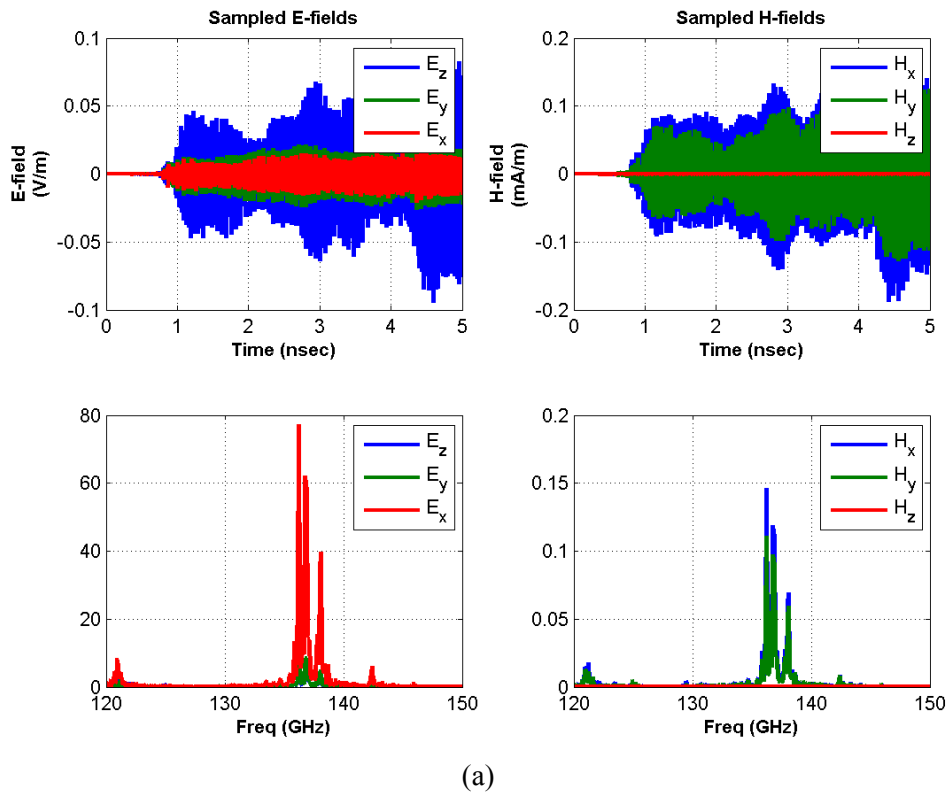 Sampled E-fields
0.1
0.05
0
-0.05
-0.1
E-field
(V/m)
E_z
E_y
E_x
0 1 2 3 4 5
Time (nsec)
Sampled H-fields
0.2
0.1
0
-0.1
-0.2
H-field
(mA/m)
H_x
H_y
H_z
0 1 2 3 4 5
Time (nsec)
80
60
40
20
0
E_z
E_y
E_x
120 130 140 150
Freq (GHz)
0.2
0.15
0.1
0.05
0
H_x
H_y
H_z
120 130 140 150
Freq (GHz)
(a)